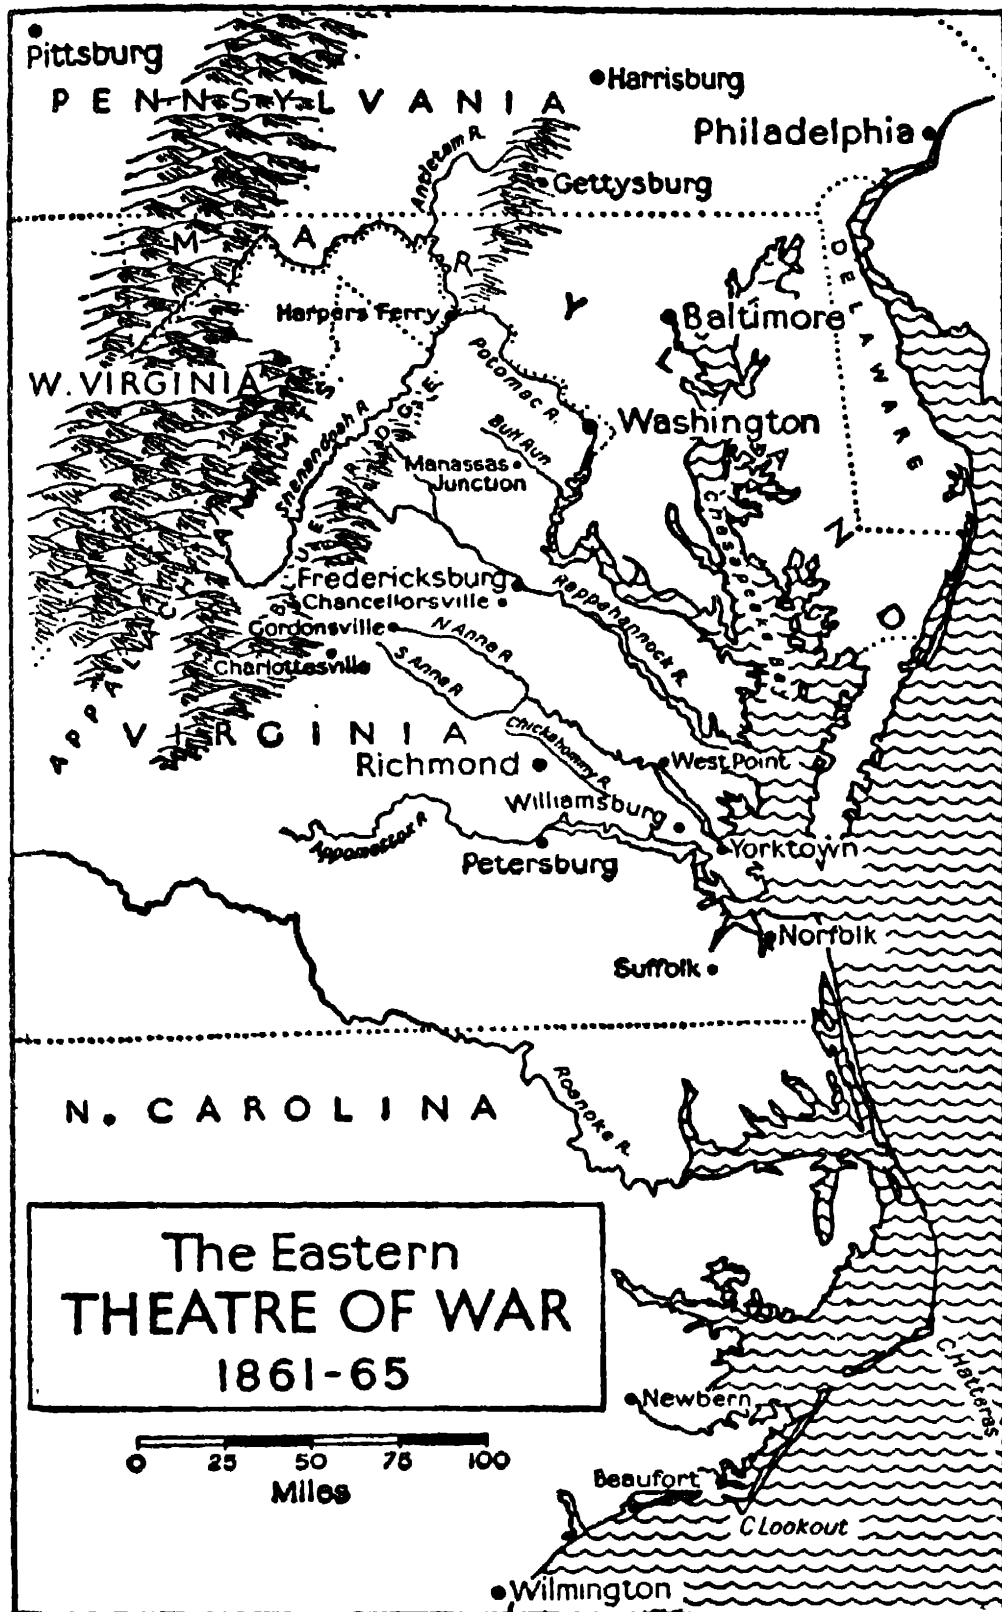 Pittsburg
Harrisburg
PENNSYLVANIA
Philadelphia
Antietam R.
Gettysburg
MARYLAND
DELAWARE
Harpers Ferry
Baltimore
Potomac R.
W. VIRGINIA
Washington
Shenandoah R
Bull Run
BLUE RIDGE
Manassas
Junction
Chesapeake Bay
APPALACHIAN MTS
Fredericksburg
Rappahannock R.
Chancellorsville
Gordonsville
N Anna R
Charlottesville
S Anna R
VIRGINIA
Chickahominy R
Richmond
West Point
Williamsburg
Appomattox R
Petersburg
Yorktown
Norfolk
Suffolk
Roanoke R.
N. CAROLINA
The Eastern
THEATRE OF WAR
1861-65
C Hatteras
Newbern
0 25 50 75 100
Miles
Beaufort
C Lookout
Wilmington